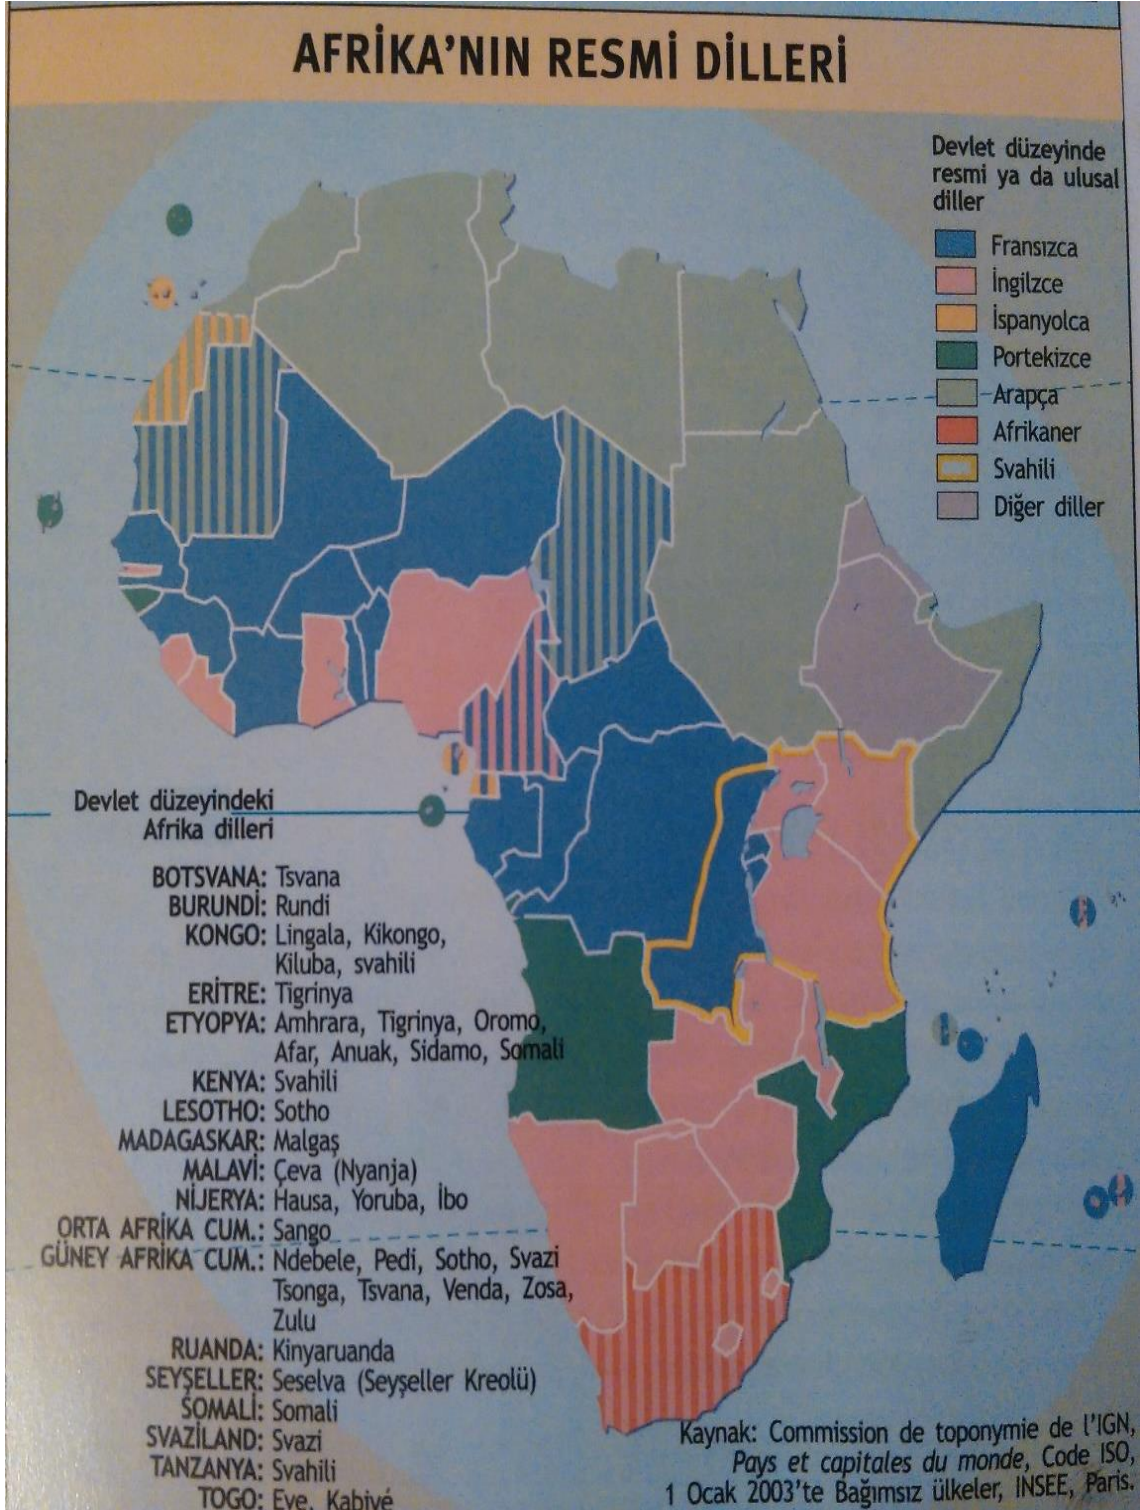 AFRİKA'NIN RESMİ DİLLERİ
Devlet düzeyinde
resmi ya da ulusal
diller
Fransızca
İngilzce
İspanyolca
Portekizce
Arapça
Afrikaner
Svahili
Diğer diller
Devlet düzeyindeki
Afrika dilleri
BOTSVANA: Tsvana
BURUNDİ: Rundi
KONGO: Lingala, Kikongo,
Kiluba, svahili
ERİTRE: Tigrinya
ETYOPYA: Amhrara, Tigrinya, Oromo,
Afar, Anuak, Sidamo, Somali
KENYA: Svahili
LESOTHO: Sotho
MADAGASKAR: Malgaş
MALAVİ: Çeva (Nyanja)
NİJERYA: Hausa, Yoruba, İbo
ORTA AFRİKA CUM.: Sango
GÜNEY AFRİKA CUM.: Ndebele, Pedi, Sotho, Svazi
Tsonga, Tsvana, Venda, Zosa,
Zulu
RUANDA: Kinyaruanda
SEYŞELLER: Seselva (Seyşeller Kreolü)
SOMALİ: Somali
SVAZİLAND: Svazi
TANZANYA: Svahili
TOGO: Eve, Kabiyé
Kaynak: Commission de toponymie de l'IGN,
Pays et capitales du monde, Code ISO,
1 Ocak 2003'te Bağımsız ülkeler, INSEE, Paris.